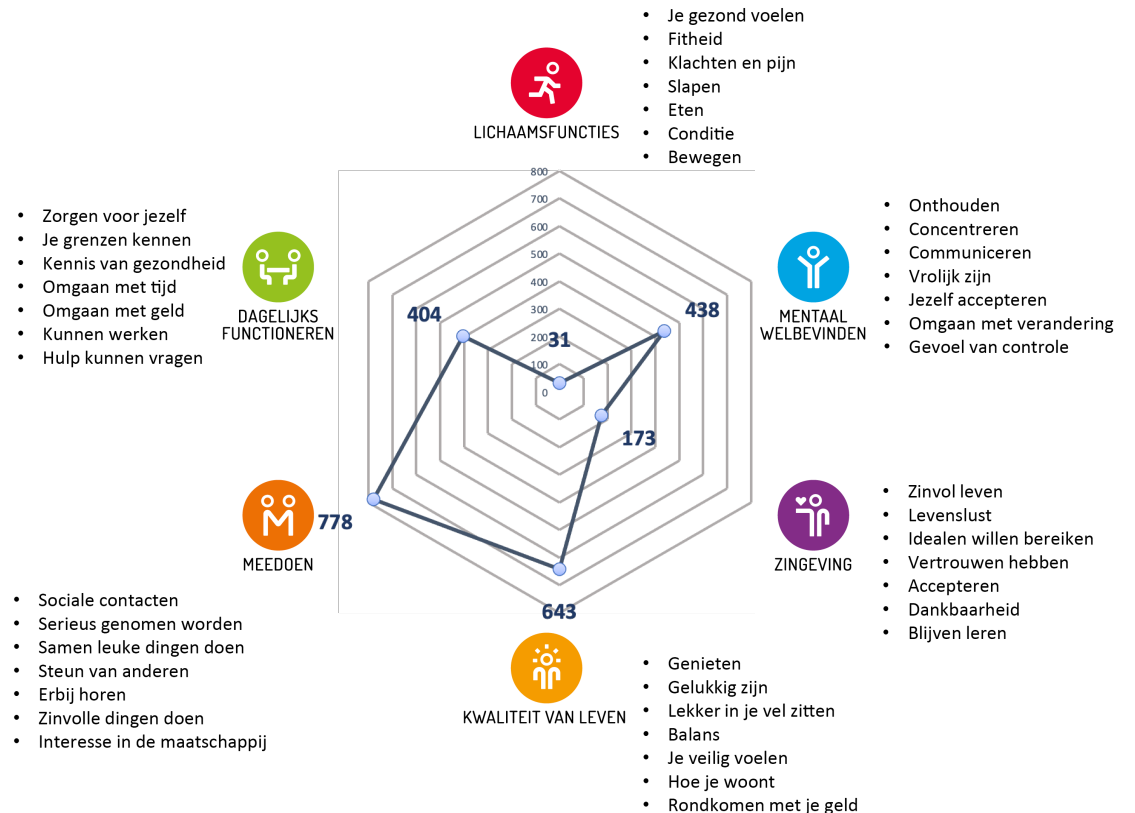 • Je gezond voelen
• Fitheid
• Klachten en pijn
• Slapen
• Eten
• Conditie
• Bewegen
LICHAAMSFUNCTIES
• Onthouden
• Concentreren
• Communiceren
• Vrolijk zijn
• Jezelf accepteren
• Omgaan met verandering
• Gevoel van controle
MENTAAL
WELBEVINDEN
• Zorgen voor jezelf
• Je grenzen kennen
• Kennis van gezondheid
• Omgaan met tijd
• Omgaan met geld
• Kunnen werken
• Hulp kunnen vragen
DAGELIJKS
FUNCTIONEREN
800
700
600
500
400
300
200
100
0
31
438
173
643
778
404
MEEDOEN
• Sociale contacten
• Serieus genomen worden
• Samen leuke dingen doen
• Steun van anderen
• Erbij horen
• Zinvolle dingen doen
• Interesse in de maatschappij
ZINGEVING
• Zinvol leven
• Levenslust
• Idealen willen bereiken
• Vertrouwen hebben
• Accepteren
• Dankbaarheid
• Blijven leren
KWALITEIT VAN LEVEN
• Genieten
• Gelukkig zijn
• Lekker in je vel zitten
• Balans
• Je veilig voelen
• Hoe je woont
• Rondkomen met je geld